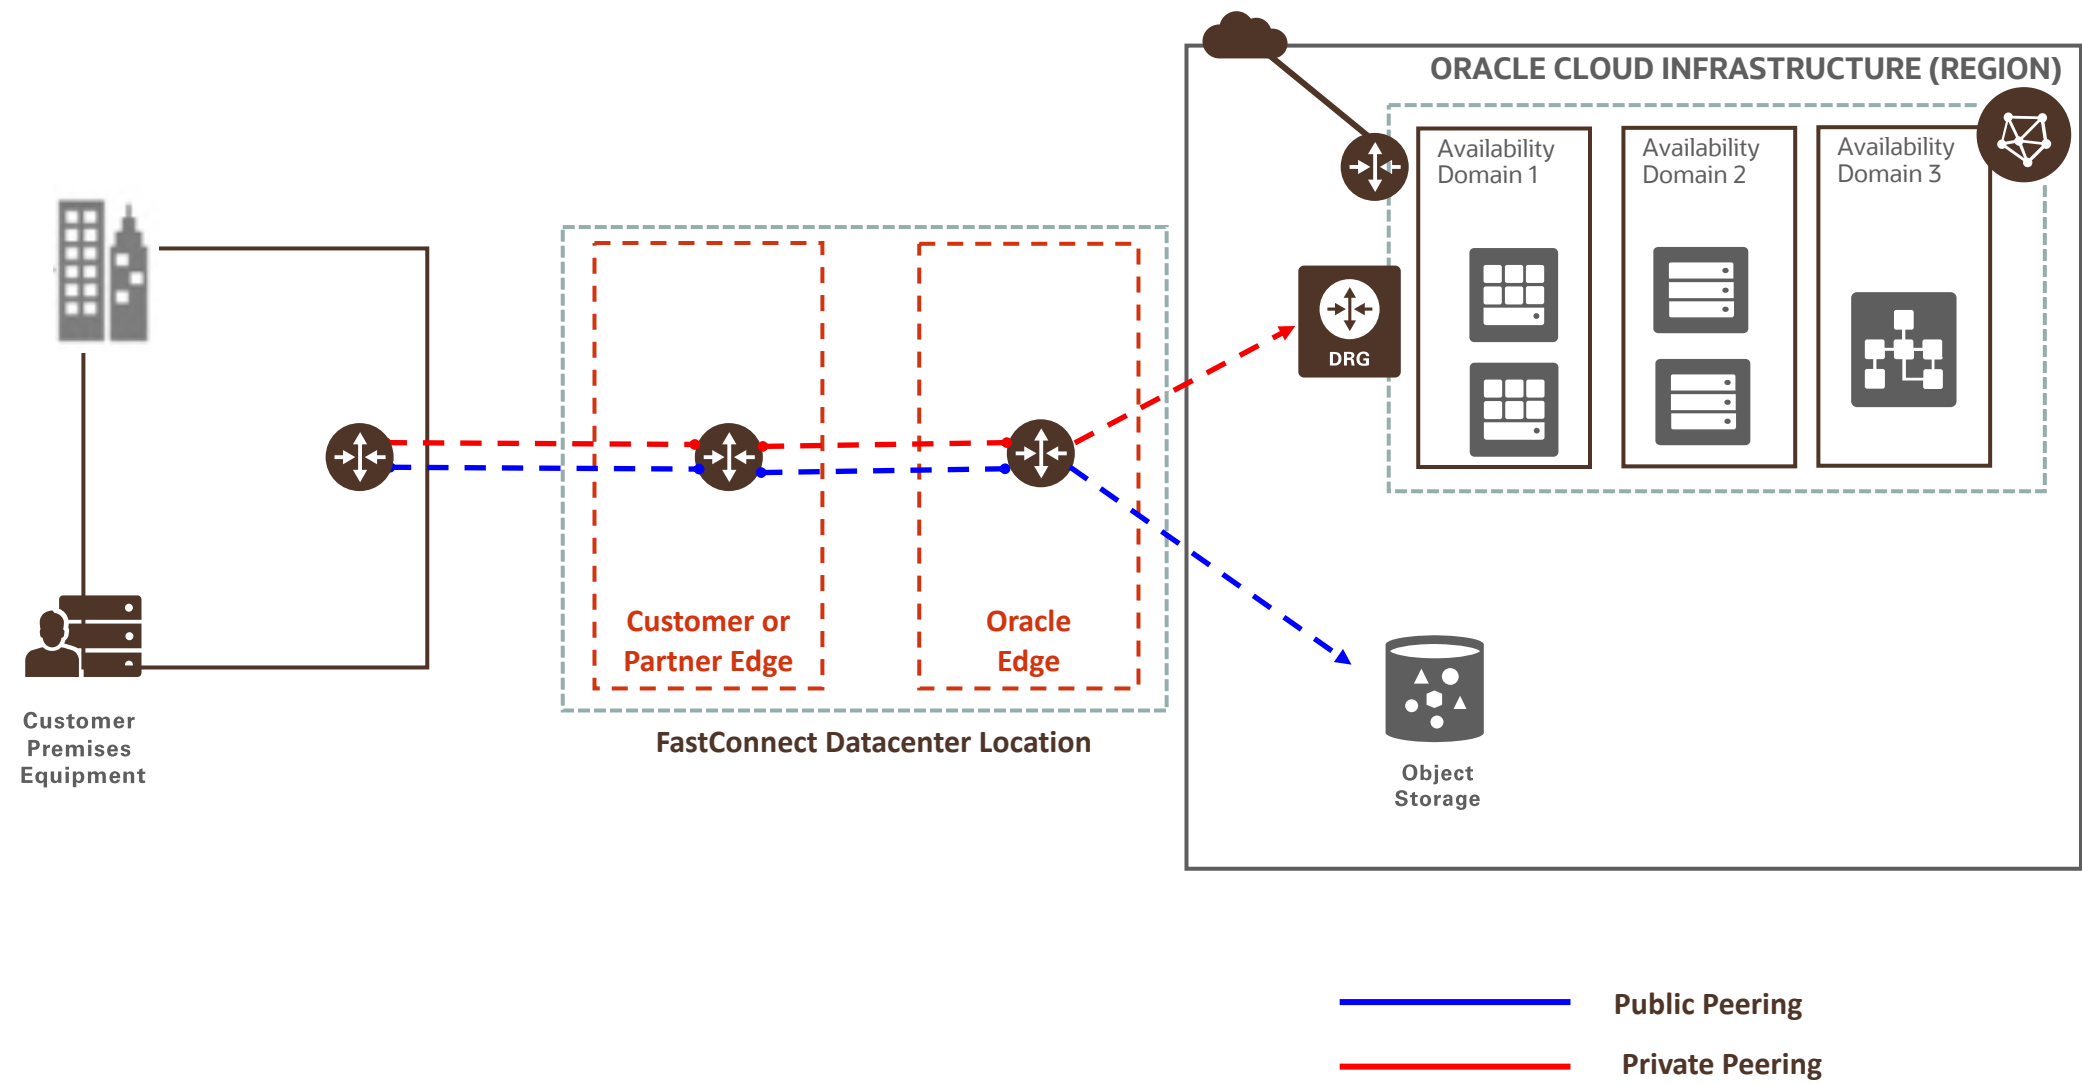 ORACLE CLOUD INFRASTRUCTURE (REGION)
Availability
Domain 1
Availability
Domain 2
Availability
Domain 3
DRG
Customer or
Partner Edge
Oracle
Edge
FastConnect Datacenter Location
Customer
Premises
Equipment
Object
Storage
Public Peering
Private Peering